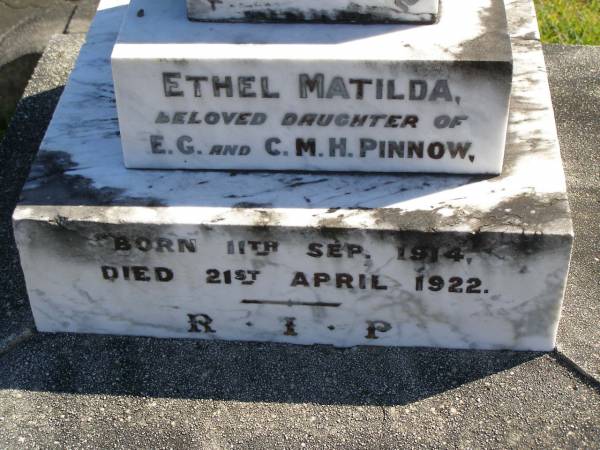 ETHEL MATILDA,
BELOVED DAUGHTER OF
E.G. AND C.M.H. PINNOW,
BORN 11TH SEP. 1914,
DIED 21ST APRIL 1922.
R · I · P